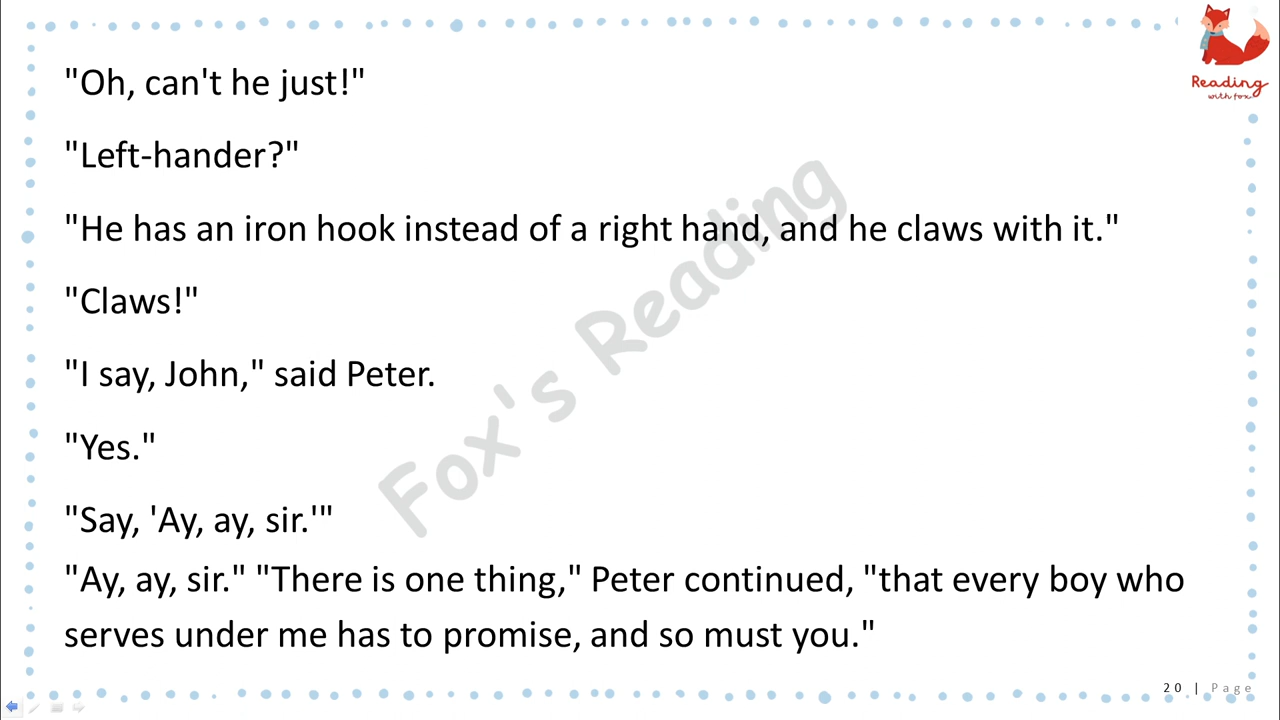 Reading
with fox
"Oh, can't he just!"
"Left-hander?"
"He has an iron hook instead of a right hand, and he claws with it."
"Claws!"
"I say, John," said Peter.
"Yes."
"Say, 'Ay, ay, sir.'"
"Ay, ay, sir." "There is one thing," Peter continued, "that every boy who
serves under me has to promise, and so must you."
Fox's Reading
20 | Page